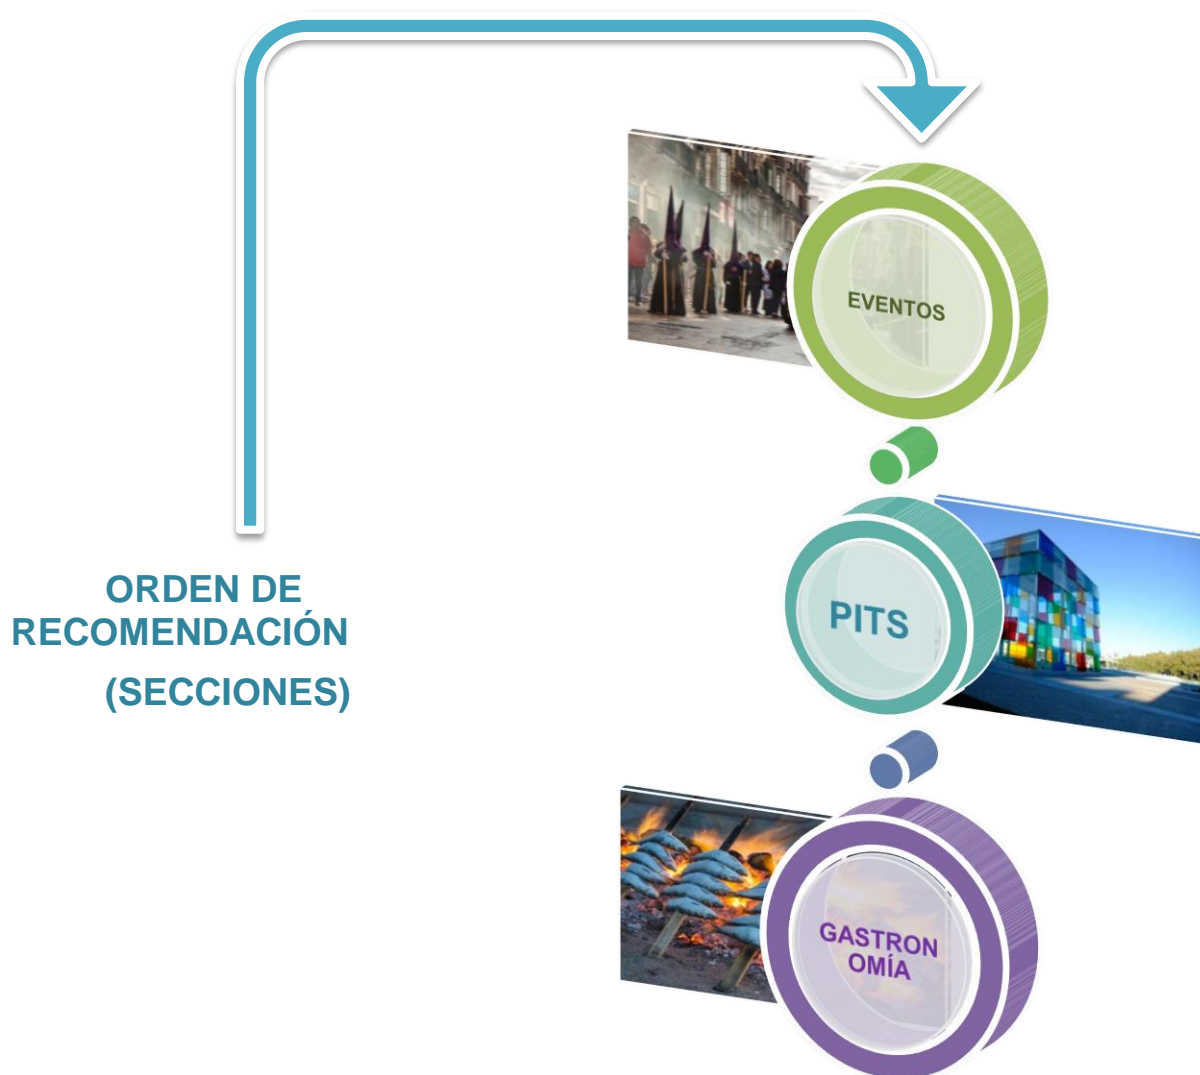 ORDEN DE
RECOMENDACIÓN
(SECCIONES)
EVENTOS
PITS
GASTRON
OMÍA